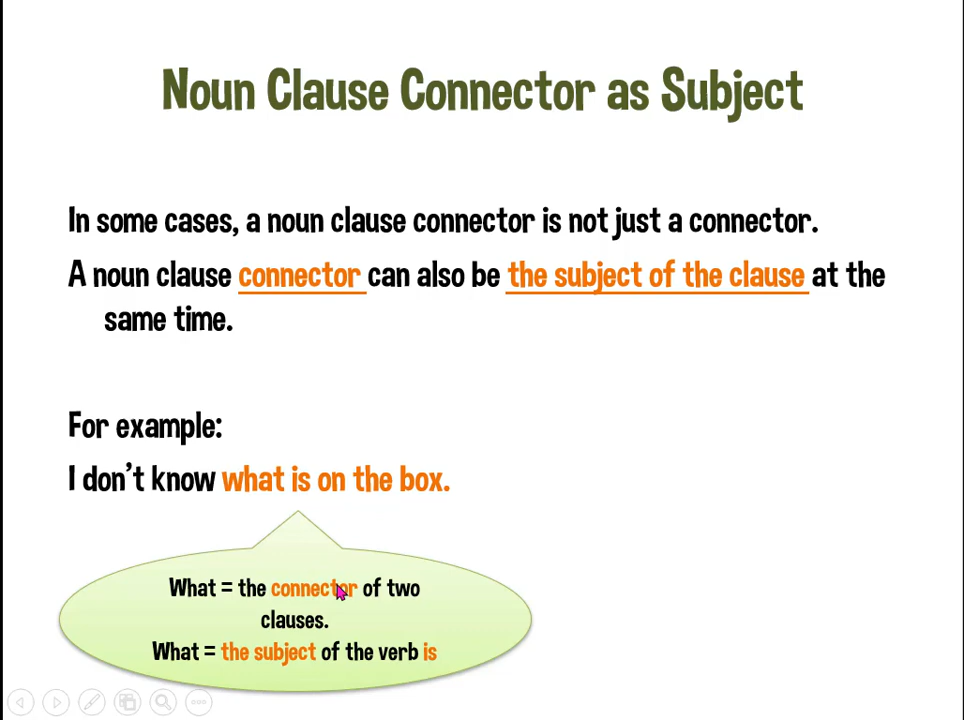 Noun Clause Connector as Subject
In some cases, a noun clause connector is not just a connector.
A noun clause connector can also be the subject of the clause at the
same time.
For example:
I don't know what is on the box.
What = the connector of two
clauses.
What = the subject of the verb is